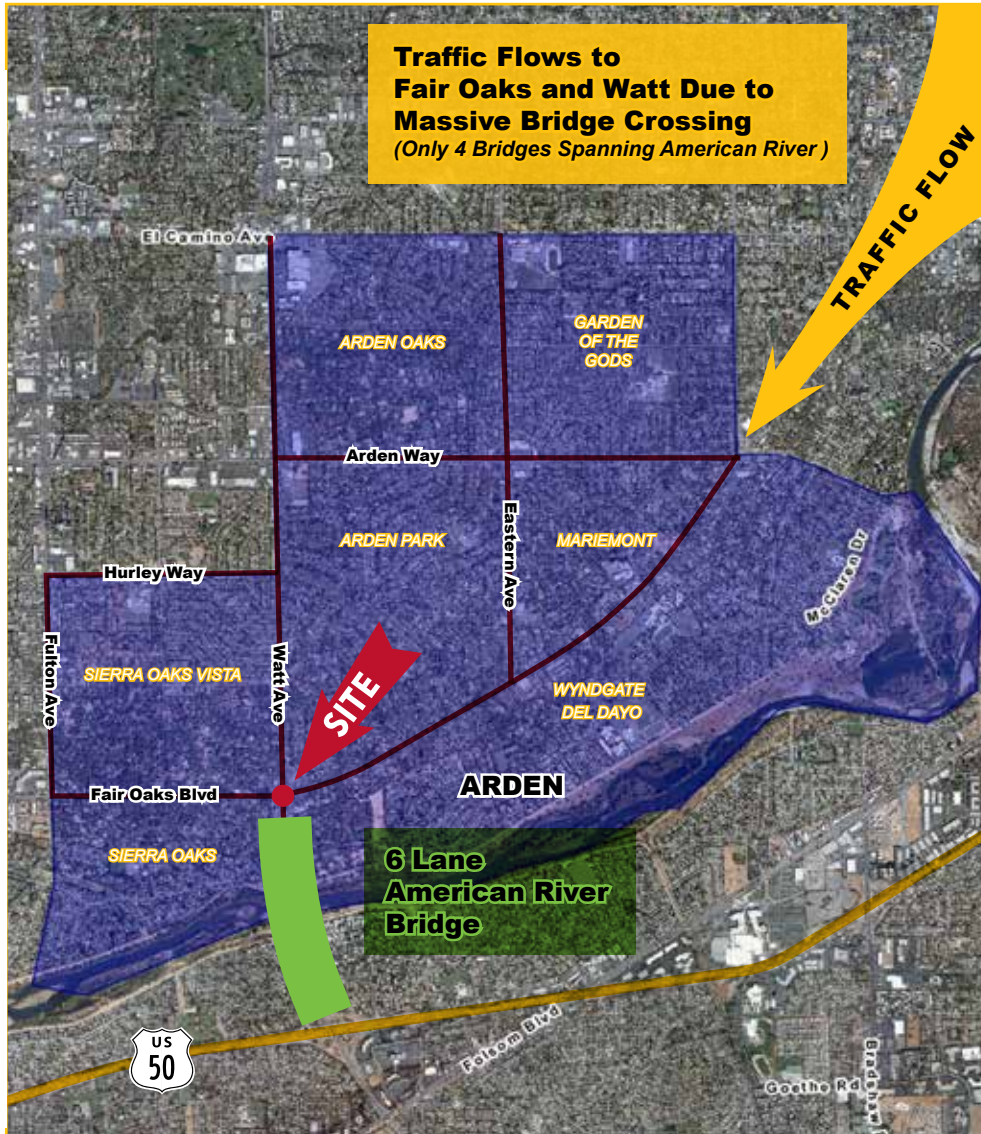 Traffic Flows to
Fair Oaks and Watt Due to
Massive Bridge Crossing
(Only 4 Bridges Spanning American River )
TRAFFIC FLOW
El Camino Ave
ARDEN OAKS
GARDEN
OF THE
GODS
Arden Way
Eastern Ave
ARDEN PARK
MARIEMONT
McClaren Dr
Hurley Way
Fulton Ave
SIERRA OAKS VISTA
Watt Ave
SITE
WYNDGATE
DEL DAYO
Fair Oaks Blvd
ARDEN
SIERRA OAKS
6 Lane
American River
Bridge
US
50
Folsom Blvd
Goethe Rd
Bradshaw